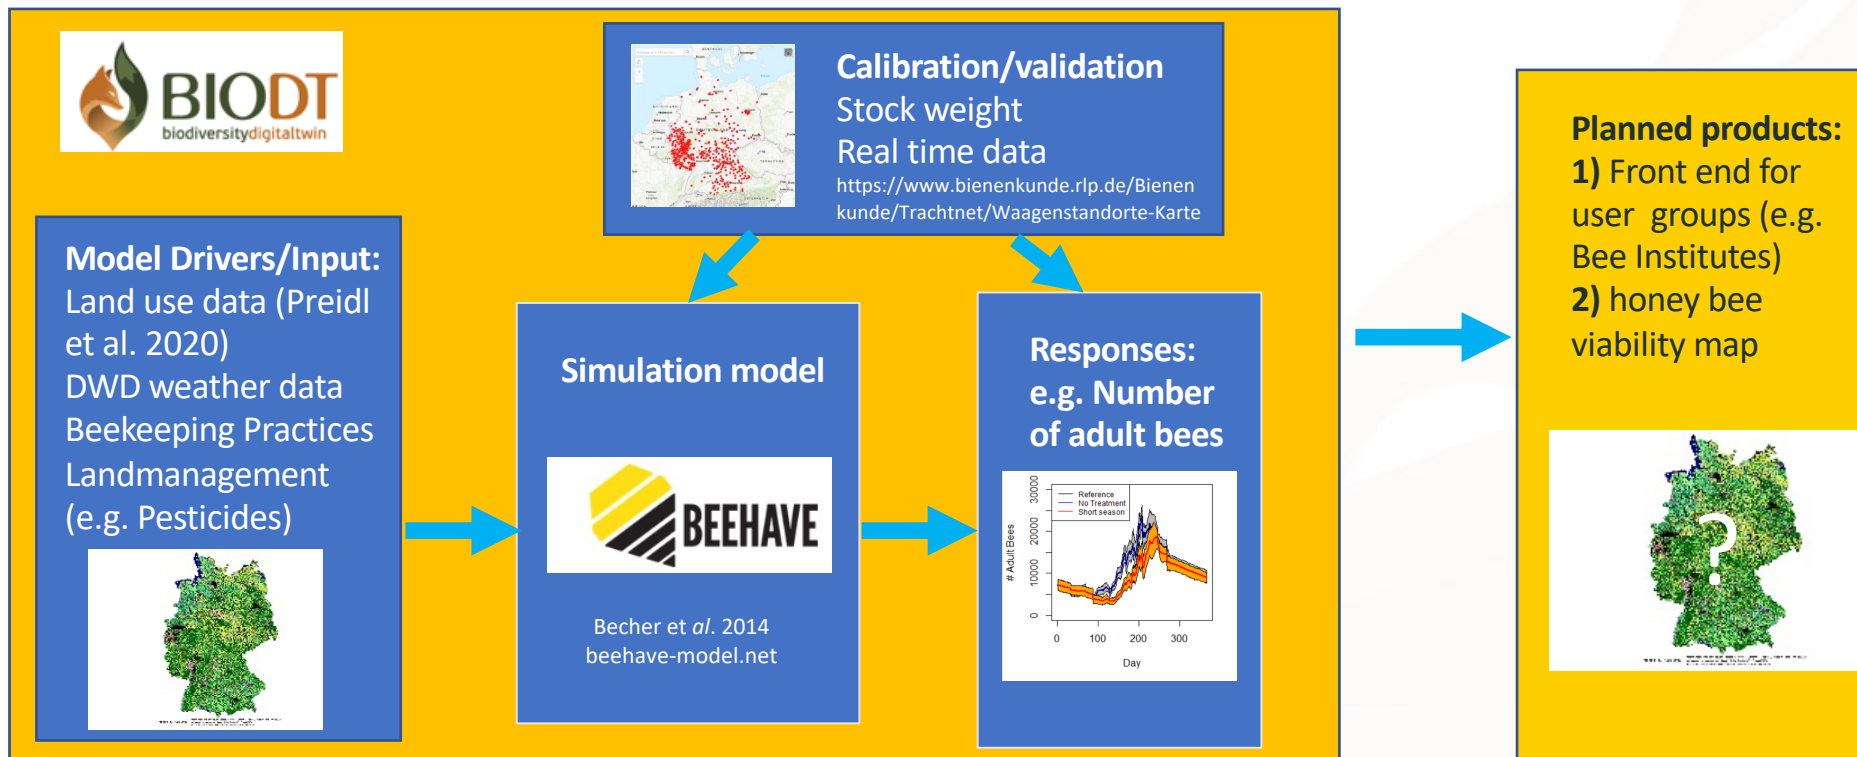 BIODT
biodiversitydigitaltwin
Calibration/validation
Stock weight
Real time data
https://www.bienenkunde.rlp.de/Bienen
kunde/Trachtnet/Waagenstandorte-Karte
Model Drivers/Input:
Land use data (Preidl
et al. 2020)
DWD weather data
Beekeeping Practices
Landmanagement
(e.g. Pesticides)
Simulation model
BEEHAVE
Becher et al. 2014
beehave-model.net
Responses:
e.g. Number
of adult bees
Reference
No Treatment
Short season
# Adult Bees
30000
20000
10000
0
0 100 200 300
Day
Planned products:
1) Front end for
user groups (e.g.
Bee Institutes)
2) honey bee
viability map
?